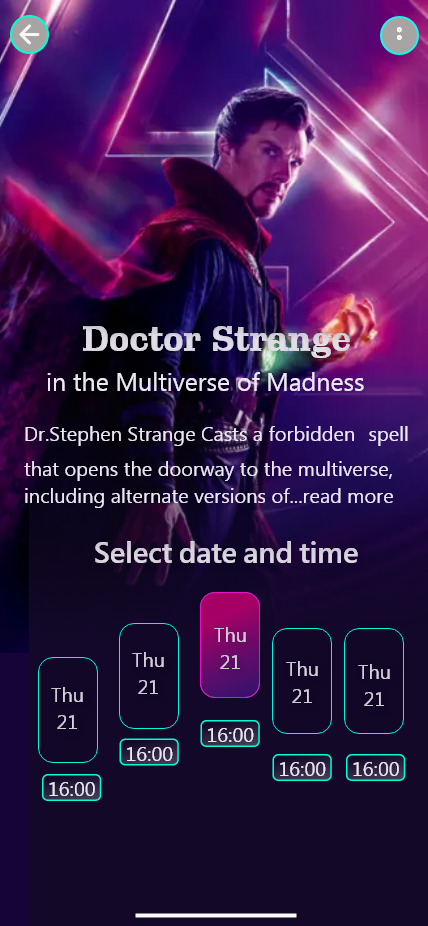 Doctor Strange
in the Multiverse of Madness
Dr.Stephen Strange Casts a forbidden spell
that opens the doorway to the multiverse,
including alternate versions of...read more
Select date and time
Thu
21
16:00
Thu
21
16:00
Thu
21
16:00
Thu
21
16:00
Thu
21
16:00